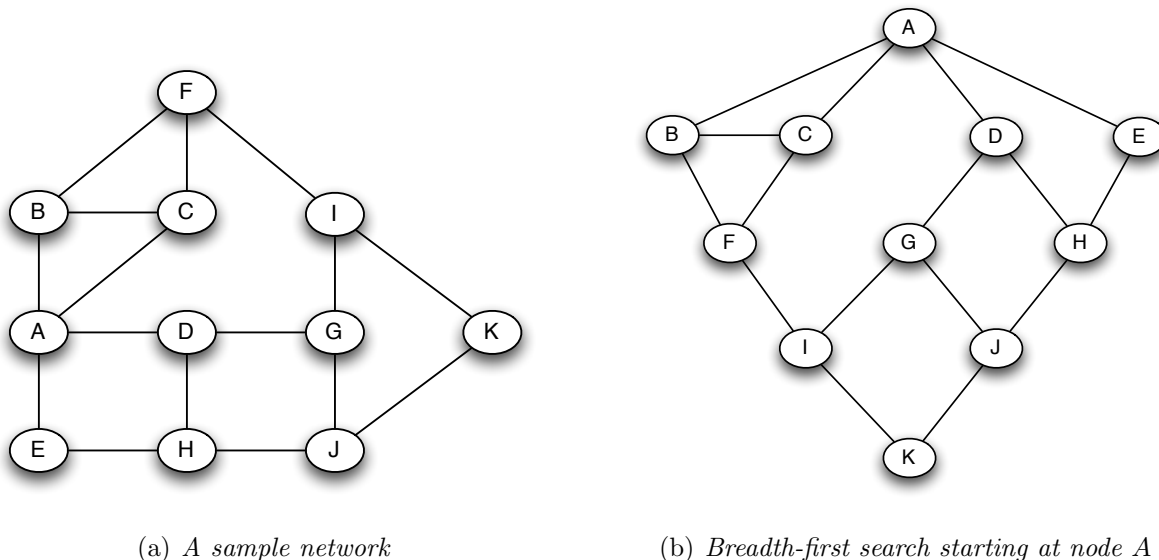 A
F
B
C
D
E
B
C
I
F
G
H
A
D
G
K
I
J
E
H
J
K
(a) A sample network
(b) Breadth-first search starting at node A